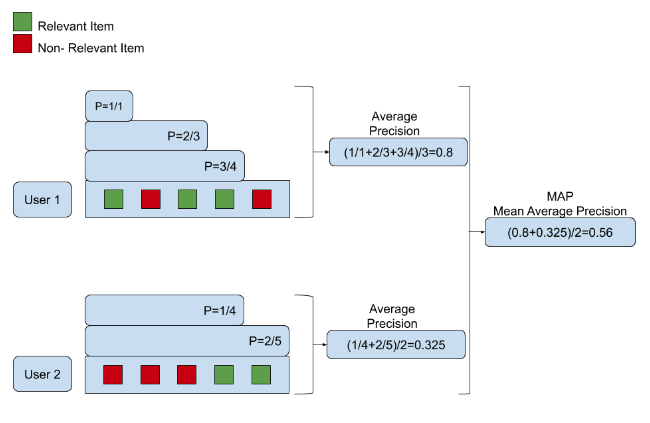 Relevant Item
Non- Relevant Item
P=1/1
P=2/3
P=3/4
User 1
Average
Precision
(1/1+2/3+3/4)/3=0.8
MAP
Mean Average Precision
(0.8+0.325)/2=0.56
P=1/4
P=2/5
User 2
Average
Precision
(1/4+2/5)/2=0.325